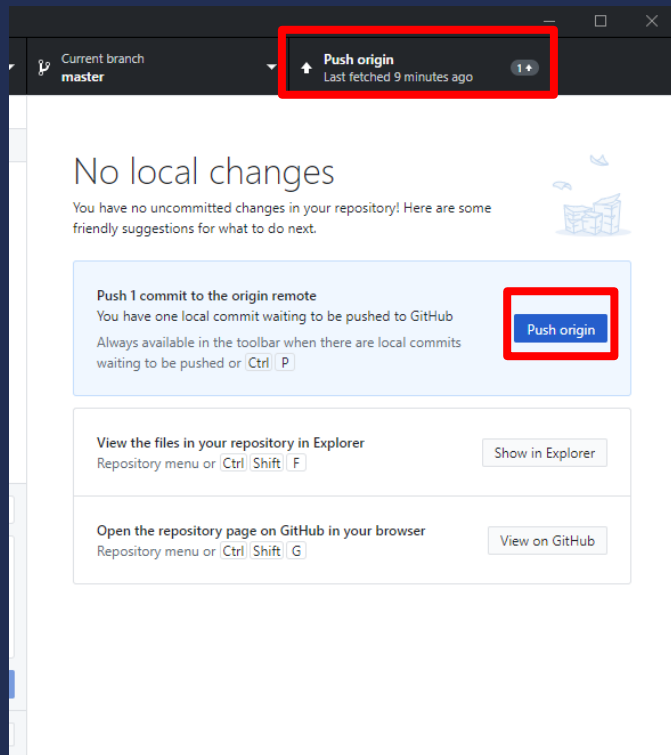 Current branch
master
Push origin
Last fetched 9 minutes ago
1
No local changes
You have no uncommitted changes in your repository! Here are some
friendly suggestions for what to do next.
Push 1 commit to the origin remote
You have one local commit waiting to be pushed to GitHub
Always available in the toolbar when there are local commits
waiting to be pushed or Ctrl P
Push origin
View the files in your repository in Explorer
Repository menu or Ctrl Shift F
Show in Explorer
Open the repository page on GitHub in your browser
Repository menu or Ctrl Shift G
View on GitHub